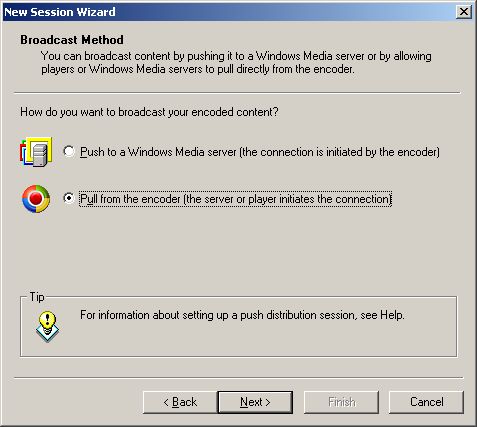 New Session Wizard
Broadcast Method
You can broadcast content by pushing it to a Windows Media server or by allowing
players or Windows Media servers to pull directly from the encoder.
How do you want to broadcast your encoded content?
Push to a Windows Media server (the connection is initiated by the encoder)
Pull from the encoder (the server or player initiates the connection)
Tip
For information about setting up a push distribution session, see Help.
< Back Next > Finish Cancel